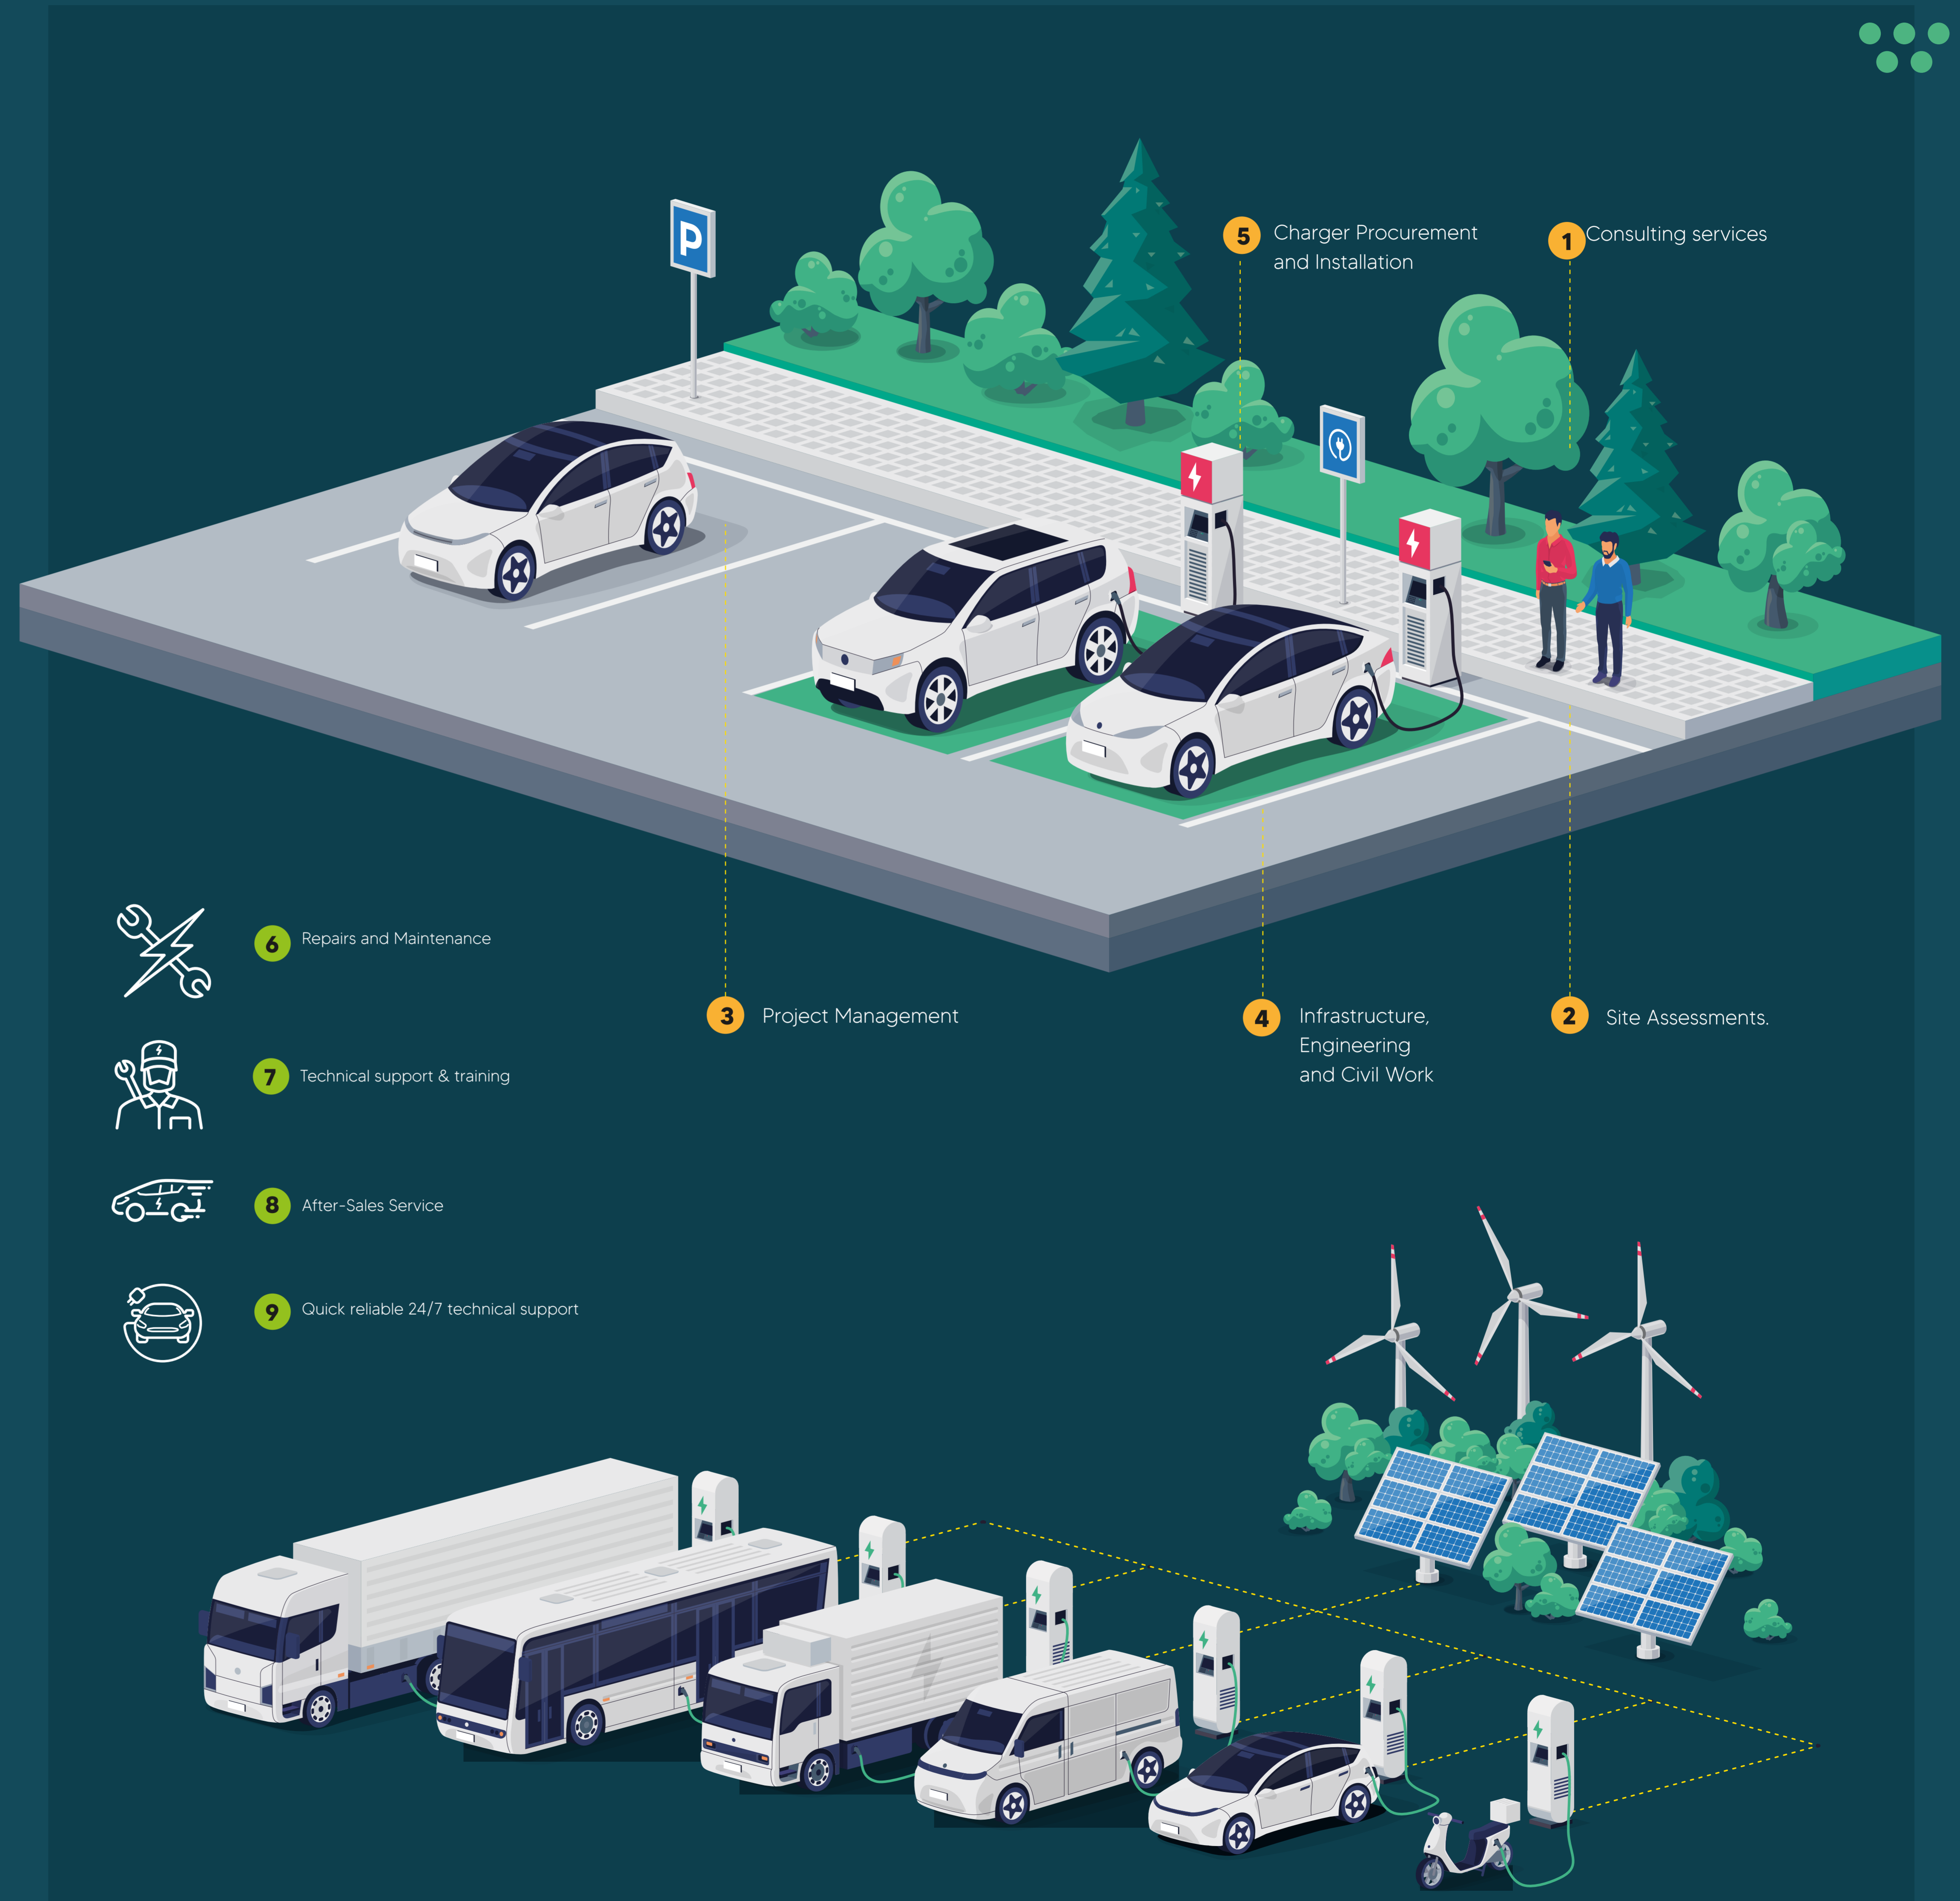 P
5
Charger Procurement
and Installation
1
Consulting services
6
Repairs and Maintenance
3
Project Management
4
Infrastructure,
Engineering
and Civil Work
2
Site Assessments.
7
Technical support & training
8
After-Sales Service
9
Quick reliable 24/7 technical support